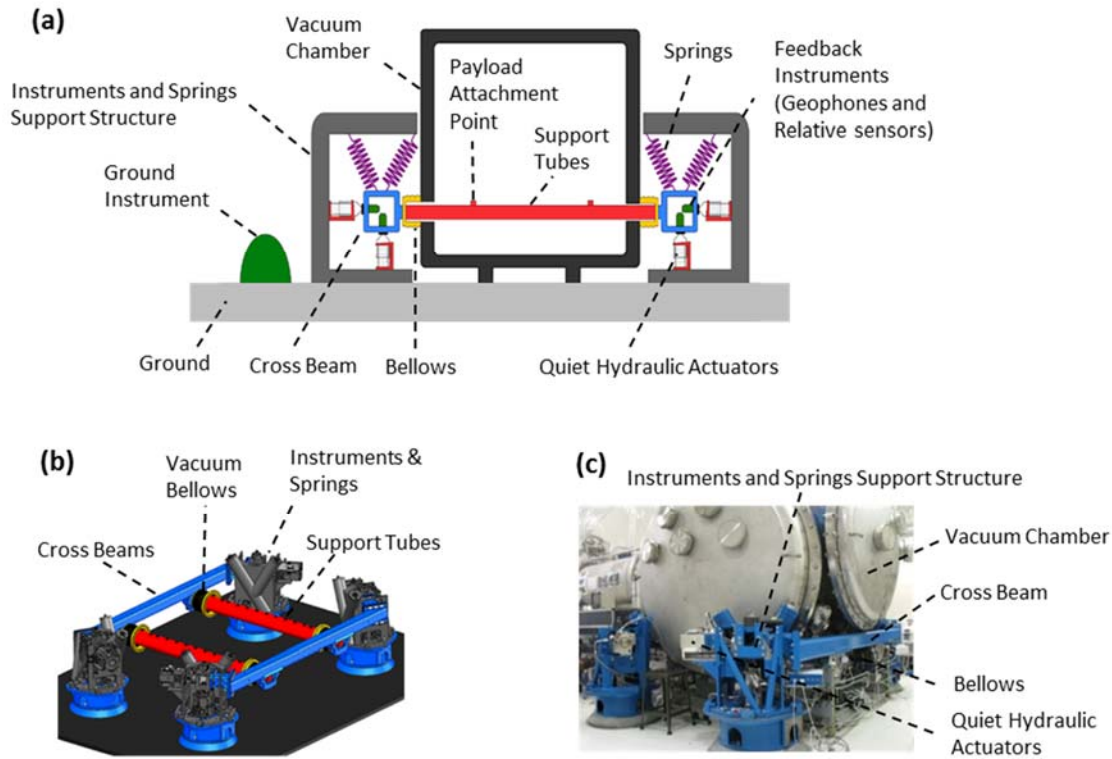 (a)
Vacuum
Chamber
Payload
Attachment
Point
Springs
Feedback
Instruments
(Geophones and
Relative sensors)
Instruments and Springs
Support Structure
Support
Tubes
Ground
Instrument
Ground
Cross Beam
Bellows
Quiet Hydraulic Actuators
(b)
Vacuum
Bellows
Instruments &
Springs
Cross Beams
Support Tubes
(c)
Instruments and Springs Support Structure
Vacuum Chamber
Cross Beam
Bellows
Quiet Hydraulic
Actuators